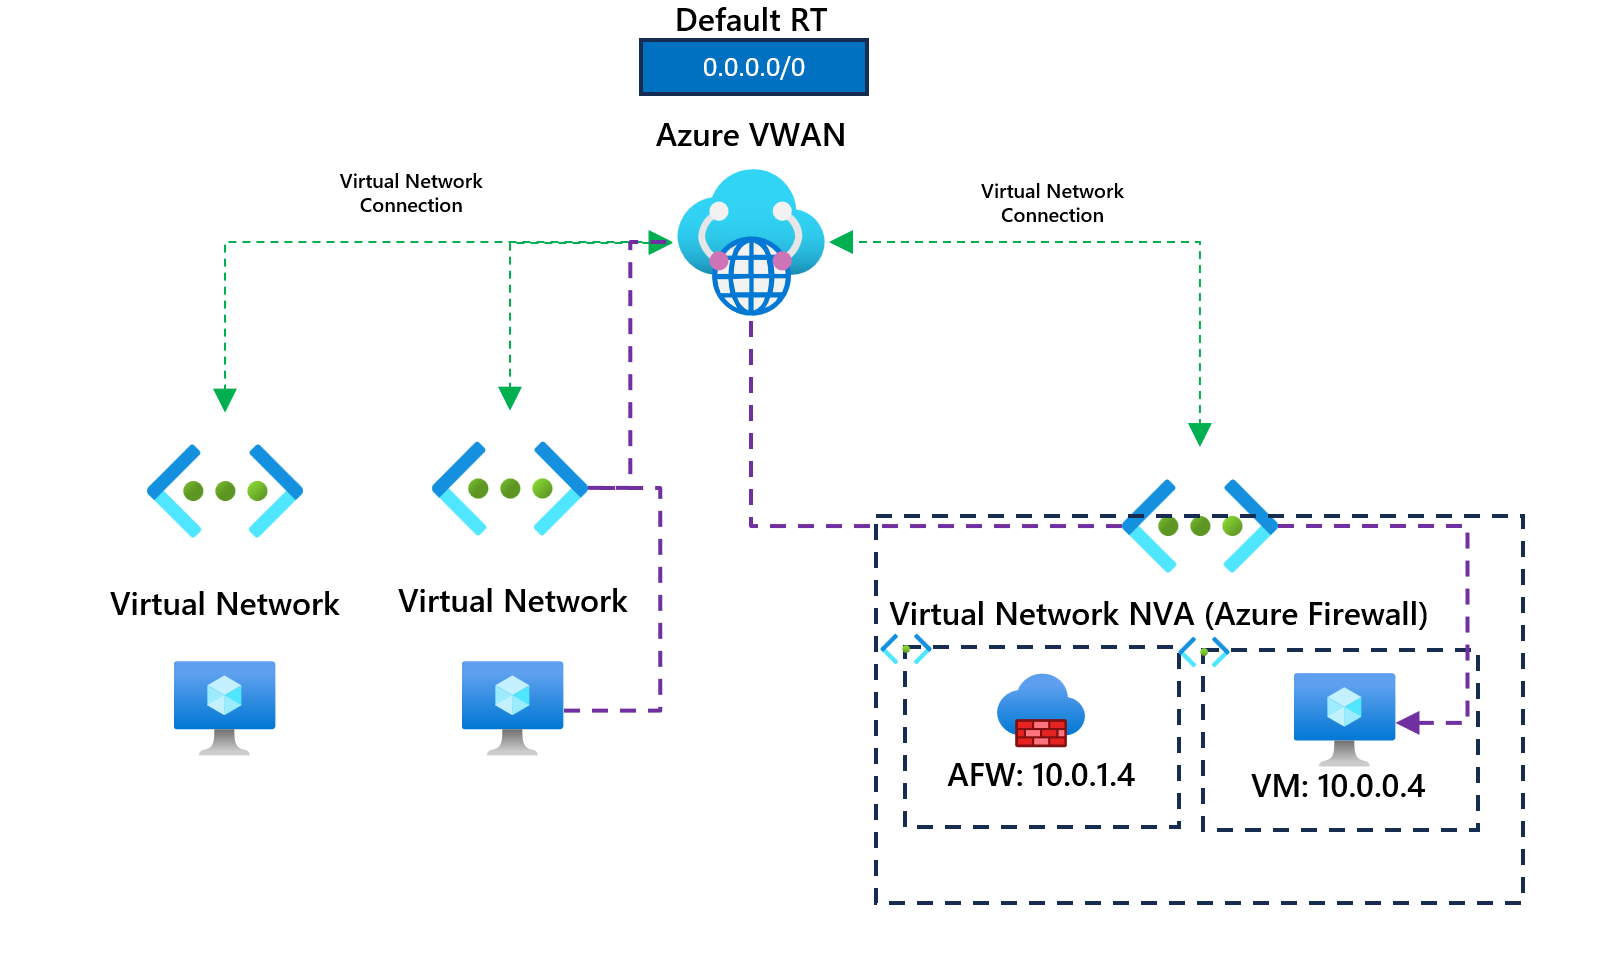 Default RT
0.0.0.0/0
Azure VWAN
Virtual Network
Connection
Virtual Network
Connection
Virtual Network
Virtual Network
Virtual Network NVA (Azure Firewall)
AFW: 10.0.1.4
VM: 10.0.0.4